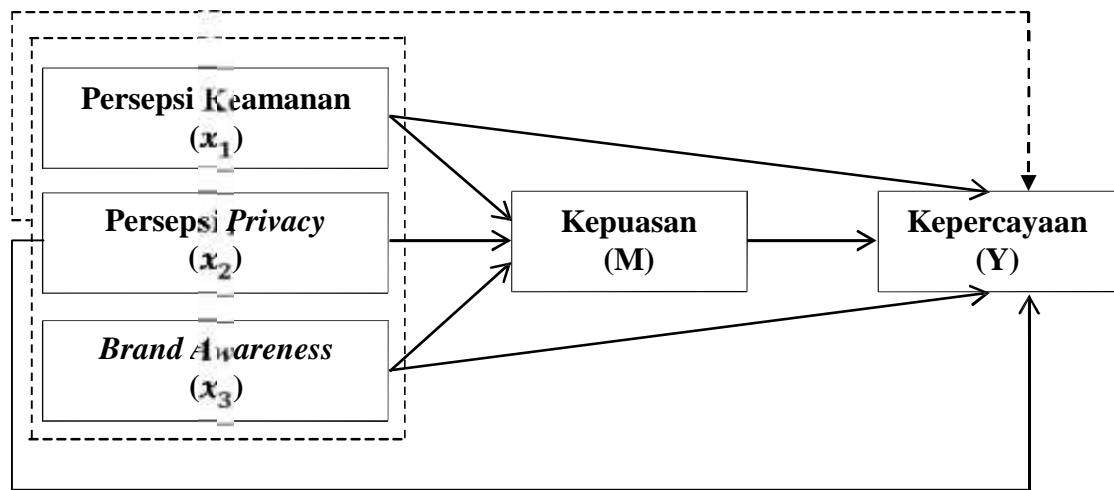 Persepsi Keamanan
(x₁)
Persepsi Privacy
(x₂)
Brand Awareness
(x₃)
Kepuasan
(M)
Kepercayaan
(Y)